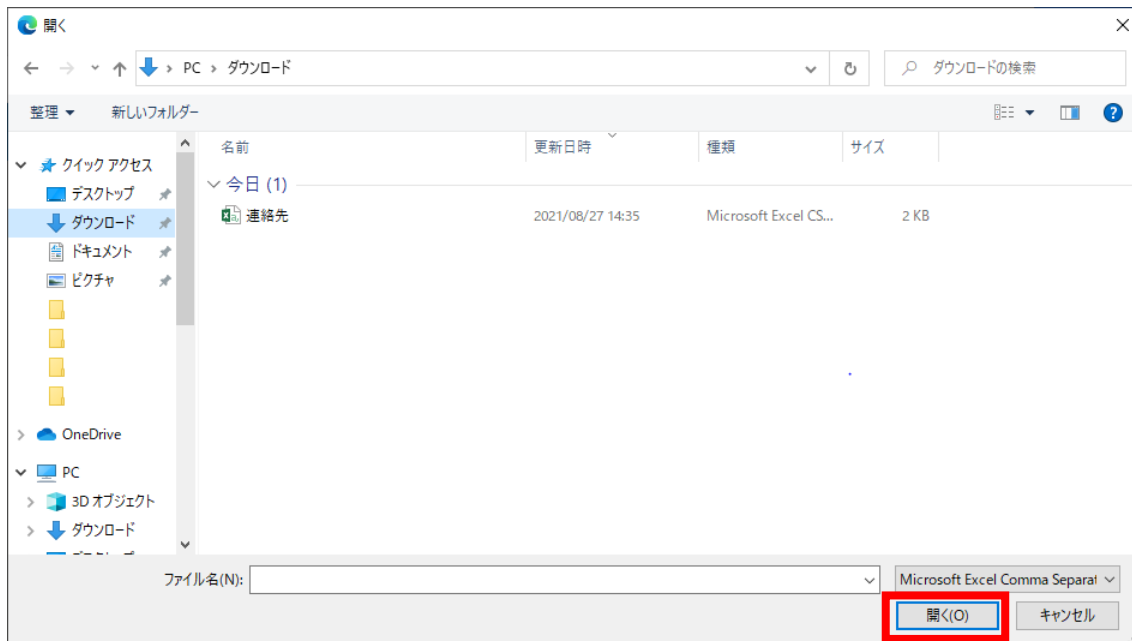 開く
PC > ダウンロード
ダウンロードの検索
整理
新しいフォルダー
名前
更新日時
種類
サイズ
クイック アクセス
デスクトップ
ダウンロード
ドキュメント
ピクチャ
OneDrive
PC
3D オブジェクト
ダウンロード
今日 (1)
連絡先
2021/08/27 14:35
Microsoft Excel CS...
2 KB
ファイル名(N):
Microsoft Excel Comma Separat
開く(O)
キャンセル